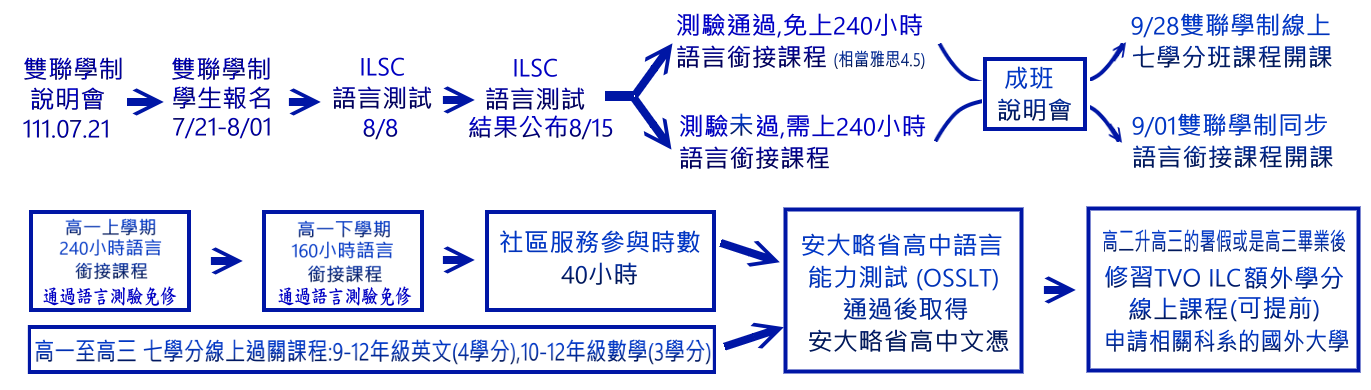 雙聯學制
說明會
111.07.21
雙聯學制
學生報名
7/21-8/01
ILSC
語言測試
8/8
ILSC
語言測試
結果公布8/15
測驗通過,免上240小時
語言銜接課程 (相當雅思4.5)
測驗未過,需上240小時
語言銜接課程
成班
說明會
9/28雙聯學制線上
七學分班課程開課
9/01雙聯學制同步
語言銜接課程開課
高一上學期
240小時語言
銜接課程
通過語言測驗免修
高一下學期
160小時語言
銜接課程
通過語言測驗免修
社區服務參與時數
40小時
高一至高三 七學分線上過關課程:9-12年級英文(4學分),10-12年級數學(3學分)
安大略省高中語言
能力測試 (OSSLT)
通過後取得
安大略省高中文憑
高二升高三的暑假或是高三畢業後
修習TVO ILC額外學分
線上課程(可提前)
申請相關科系的國外大學